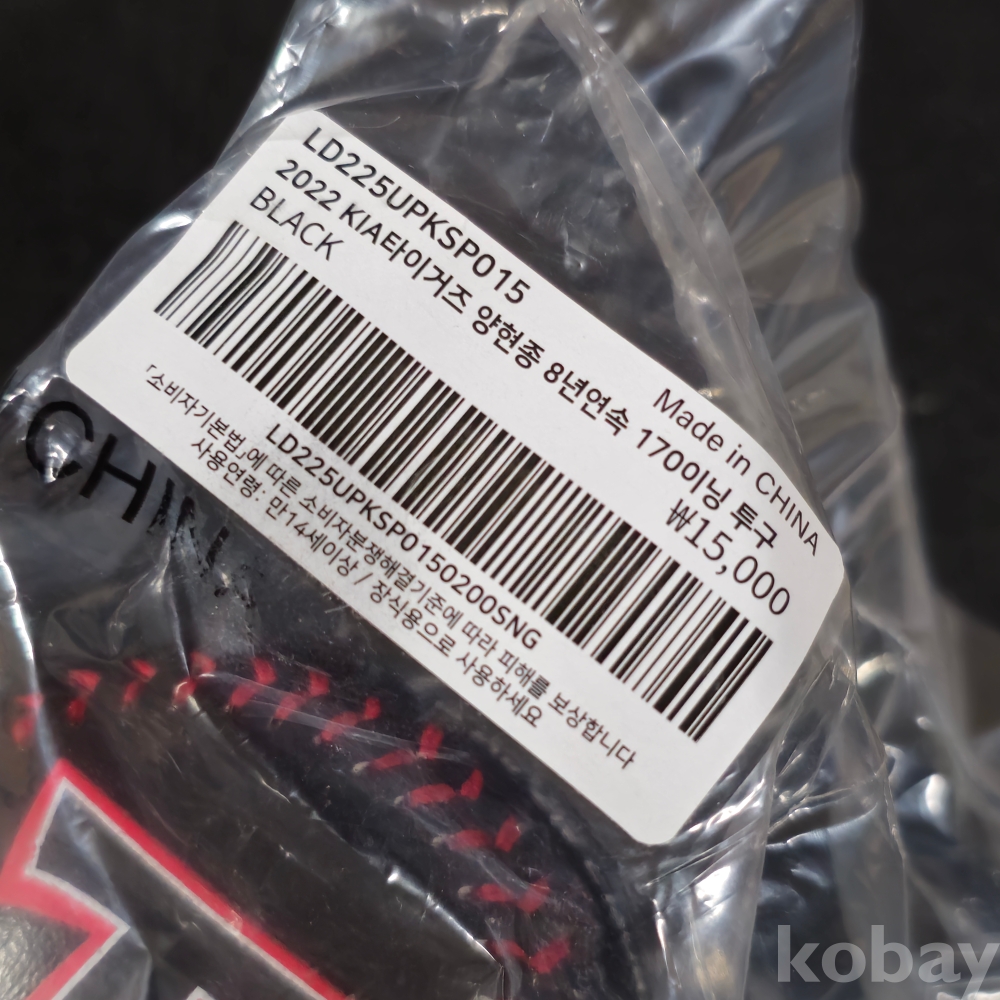 LD225UPKSP015
2022 KIA타이거즈 양현종 8년연속 1700이닝 투구
BLACK
Made in CHINA
₩15,000
LD225UPKSP0150200SNG
「소비자기본법」에 따른 소비자분쟁해결기준에 따라 피해를 보상합니다
사용연령: 만14세이상 / 장식용으로 사용하세요
CHIN
kobay